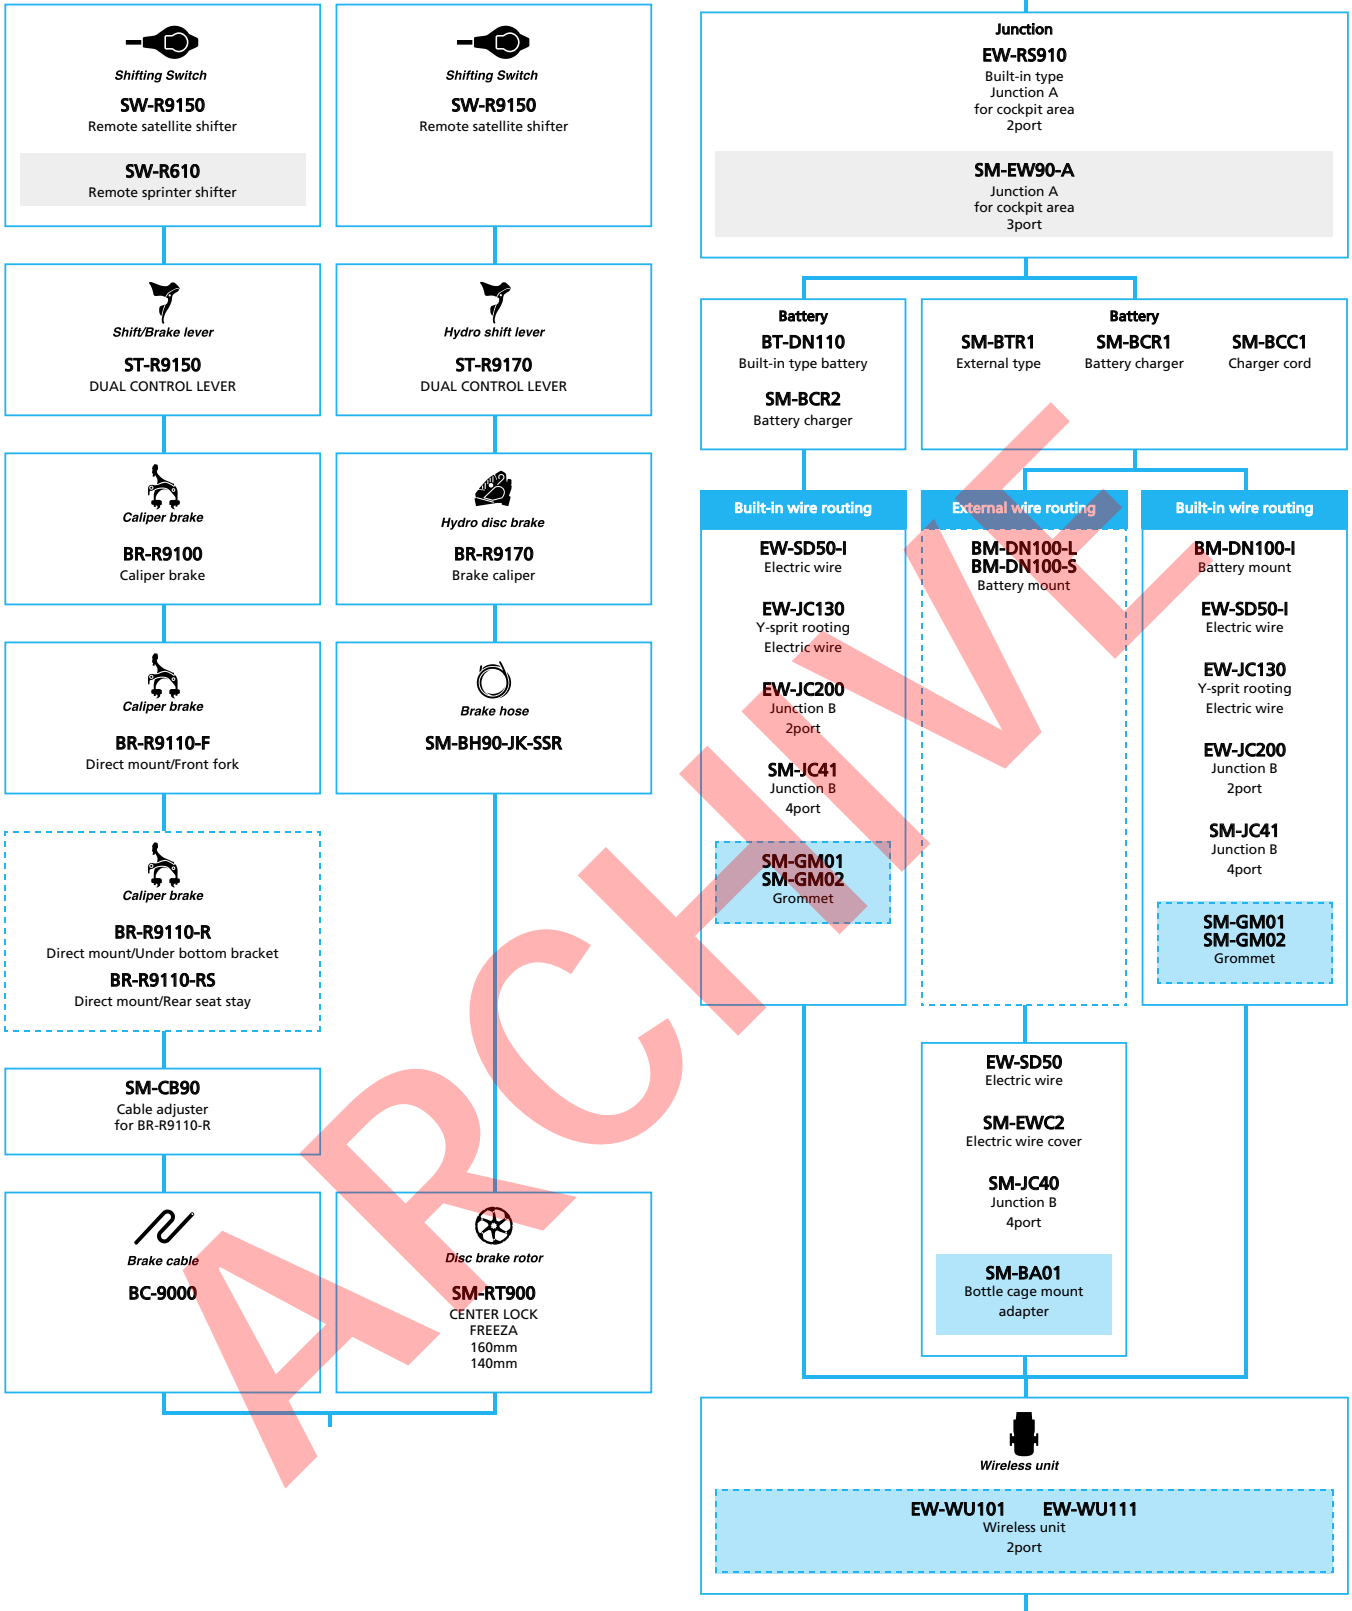 Shifting Switch
SW-R9150
Remote satellite shifter
SW-R610
Remote sprinter shifter
Shift/Brake lever
ST-R9150
DUAL CONTROL LEVER
Caliper brake
BR-R9100
Caliper brake
Caliper brake
BR-R9110-F
Direct mount/Front fork
Caliper brake
BR-R9110-R
Direct mount/Under bottom bracket
BR-R9110-RS
Direct mount/Rear seat stay
SM-CB90
Cable adjuster
for BR-R9110-R
Brake cable
BC-9000
Shifting Switch
SW-R9150
Remote satellite shifter
Hydro shift lever
ST-R9170
DUAL CONTROL LEVER
Hydro disc brake
BR-R9170
Brake caliper
Brake hose
SM-BH90-JK-SSR
Disc brake rotor
SM-RT900
CENTER LOCK
FREEZA
160mm
140mm
Junction
EW-RS910
Built-in type
Junction A
for cockpit area
2port
SM-EW90-A
Junction A
for cockpit area
3port
Battery
BT-DN110
Built-in type battery
SM-BCR2
Battery charger
Battery
SM-BTR1
External type
SM-BCR1
Battery charger
SM-BCC1
Charger cord
Built-in wire routing
EW-SD50-I
Electric wire
EW-JC130
Y-sprit rooting
Electric wire
EW-JC200
Junction B
2port
SM-JC41
Junction B
4port
SM-GM01
SM-GM02
Grommet
External wire routing
BM-DN100-L
BM-DN100-S
Battery mount
Built-in wire routing
BM-DN100-I
Battery mount
EW-SD50-I
Electric wire
EW-JC130
Y-sprit rooting
Electric wire
EW-JC200
Junction B
2port
SM-JC41
Junction B
4port
SM-GM01
SM-GM02
Grommet
EW-SD50
Electric wire
SM-EWC2
Electric wire cover
SM-JC40
Junction B
4port
SM-BA01
Bottle cage mount
adapter
Wireless unit
EW-WU101 EW-WU111
Wireless unit
2port
ARCHIVE